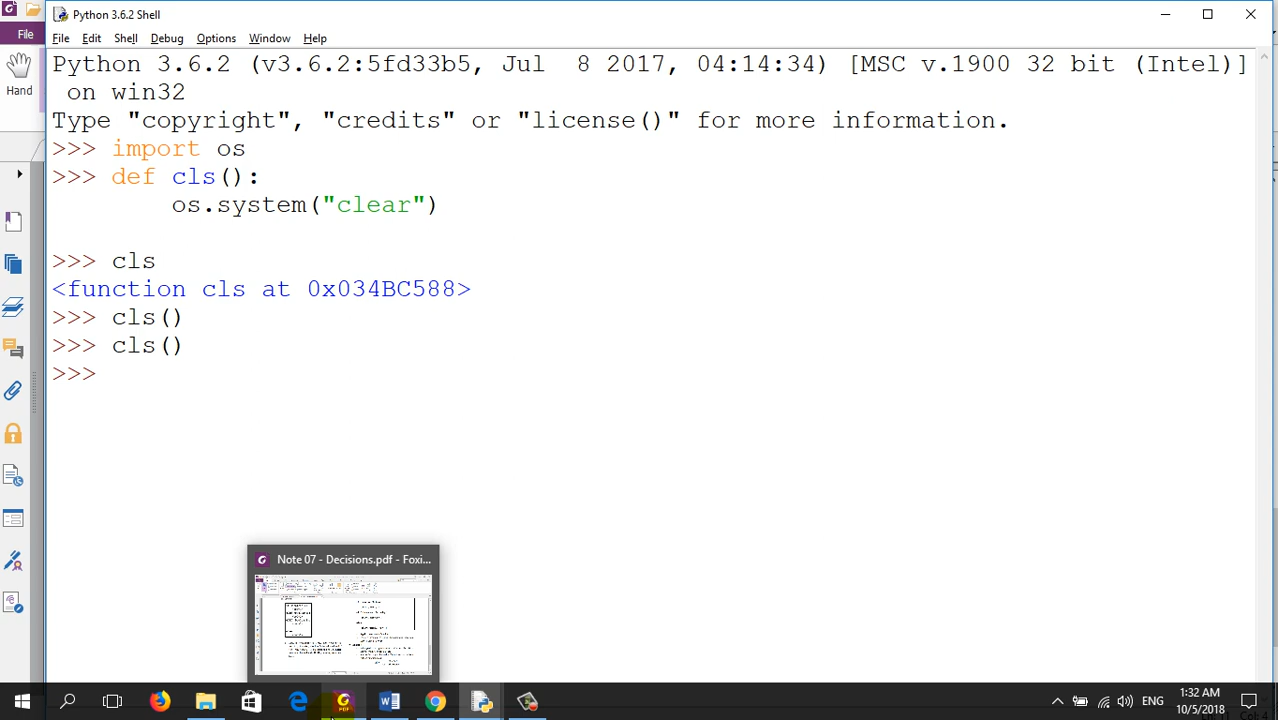 Python 3.6.2 Shell
File
File Edit Shell Debug Options Window Help
Hand
Python 3.6.2 (v3.6.2:5fd33b5, Jul  8 2017, 04:14:34) [MSC v.1900 32 bit (Intel)]
on win32
Type "copyright", "credits" or "license()" for more information.
>>> import os
>>> def cls():
os.system("clear")
>>> cls
<function cls at 0x034BC588>
>>> cls()
>>> cls()
>>>
Note 07 - Decisions.pdf - Foxi...
PDF
ENG
1:32 AM
10/5/2018